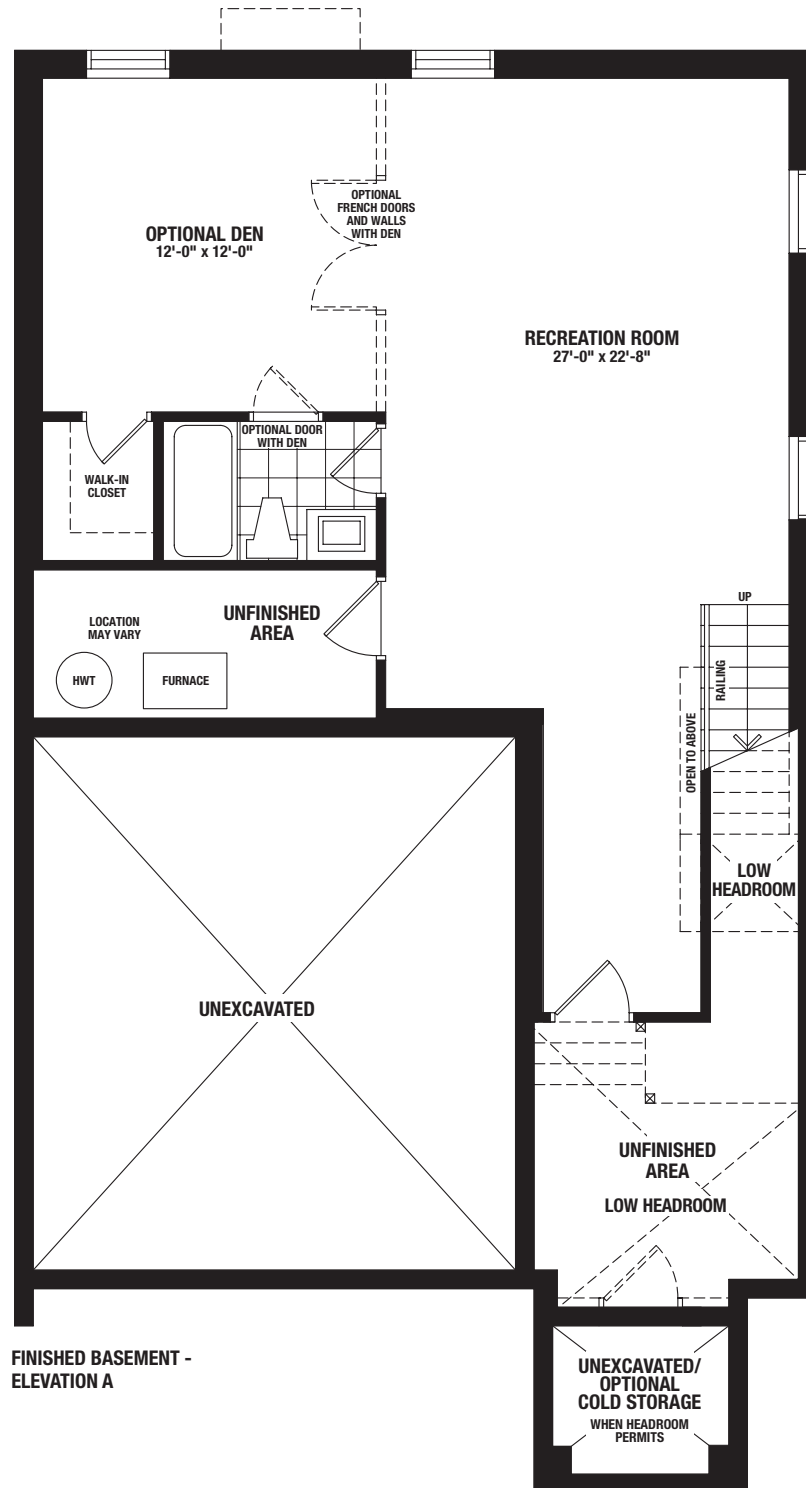 OPTIONAL
FRENCH DOORS
AND WALLS
WITH DEN
OPTIONAL DEN
12'-0" x 12'-0"
RECREATION ROOM
27'-0" x 22'-8"
OPTIONAL DOOR
WITH DEN
WALK-IN
CLOSET
UP
LOCATION
MAY VARY
UNFINISHED
AREA
HWT
FURNACE
RAILING
OPEN TO ABOVE
LOW
HEADROOM
UNEXCAVATED
UNFINISHED
AREA
LOW HEADROOM
FINISHED BASEMENT -
ELEVATION A
UNEXCAVATED/
OPTIONAL
COLD STORAGE
WHEN HEADROOM
PERMITS